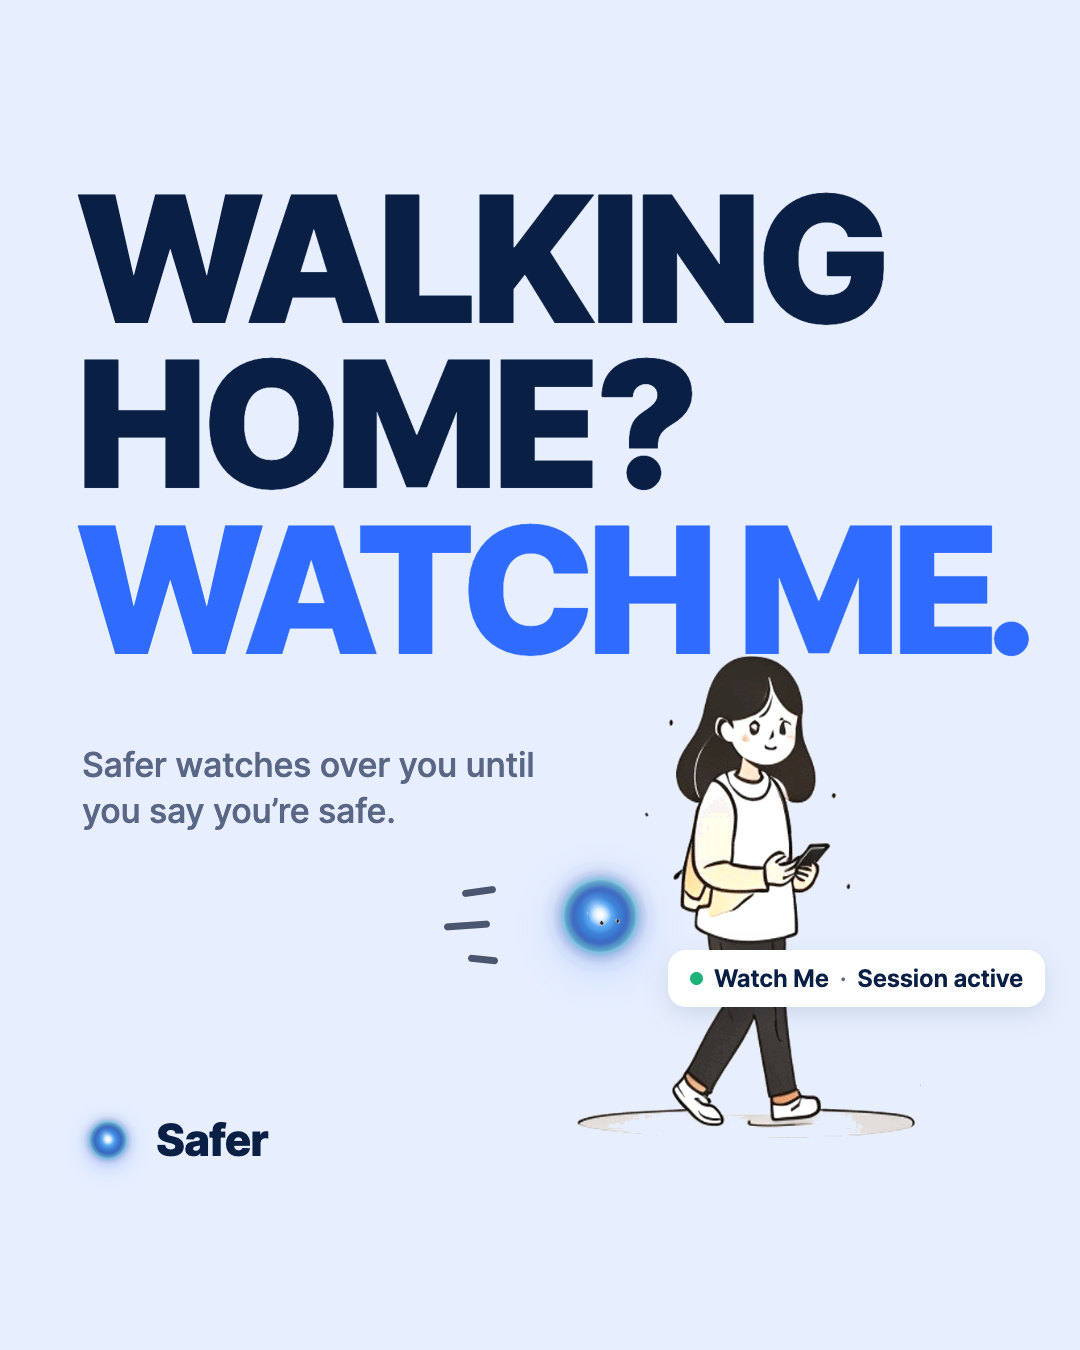 WALKING
HOME?
WATCH ME.
Safer watches over you until
you say you’re safe.
Watch Me · Session active
Safer